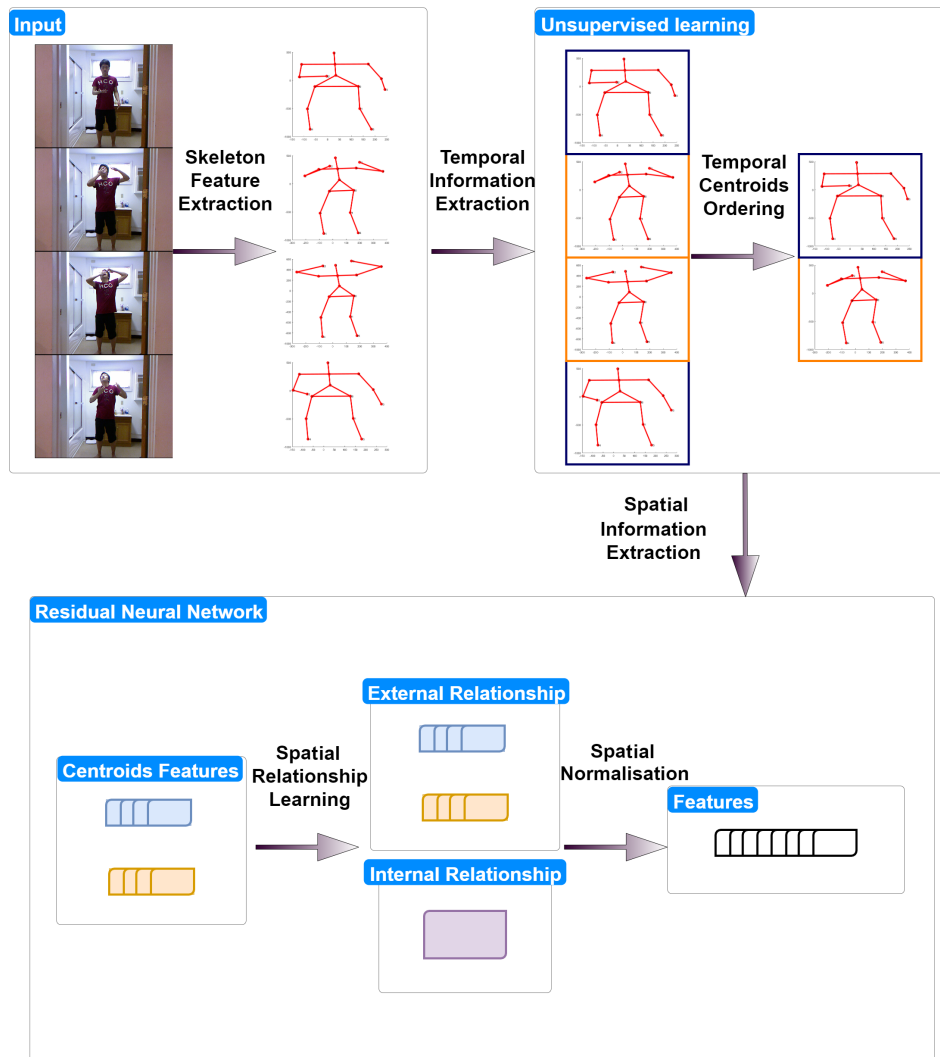 Input
Unsupervised learning
Skeleton
Feature
Extraction
Temporal
Information
Extraction
Temporal
Centroids
Ordering
Spatial
Information
Extraction
Residual Neural Network
External Relationship
Centroids Features
Spatial
Relationship
Learning
Spatial
Normalisation
Features
Internal Relationship